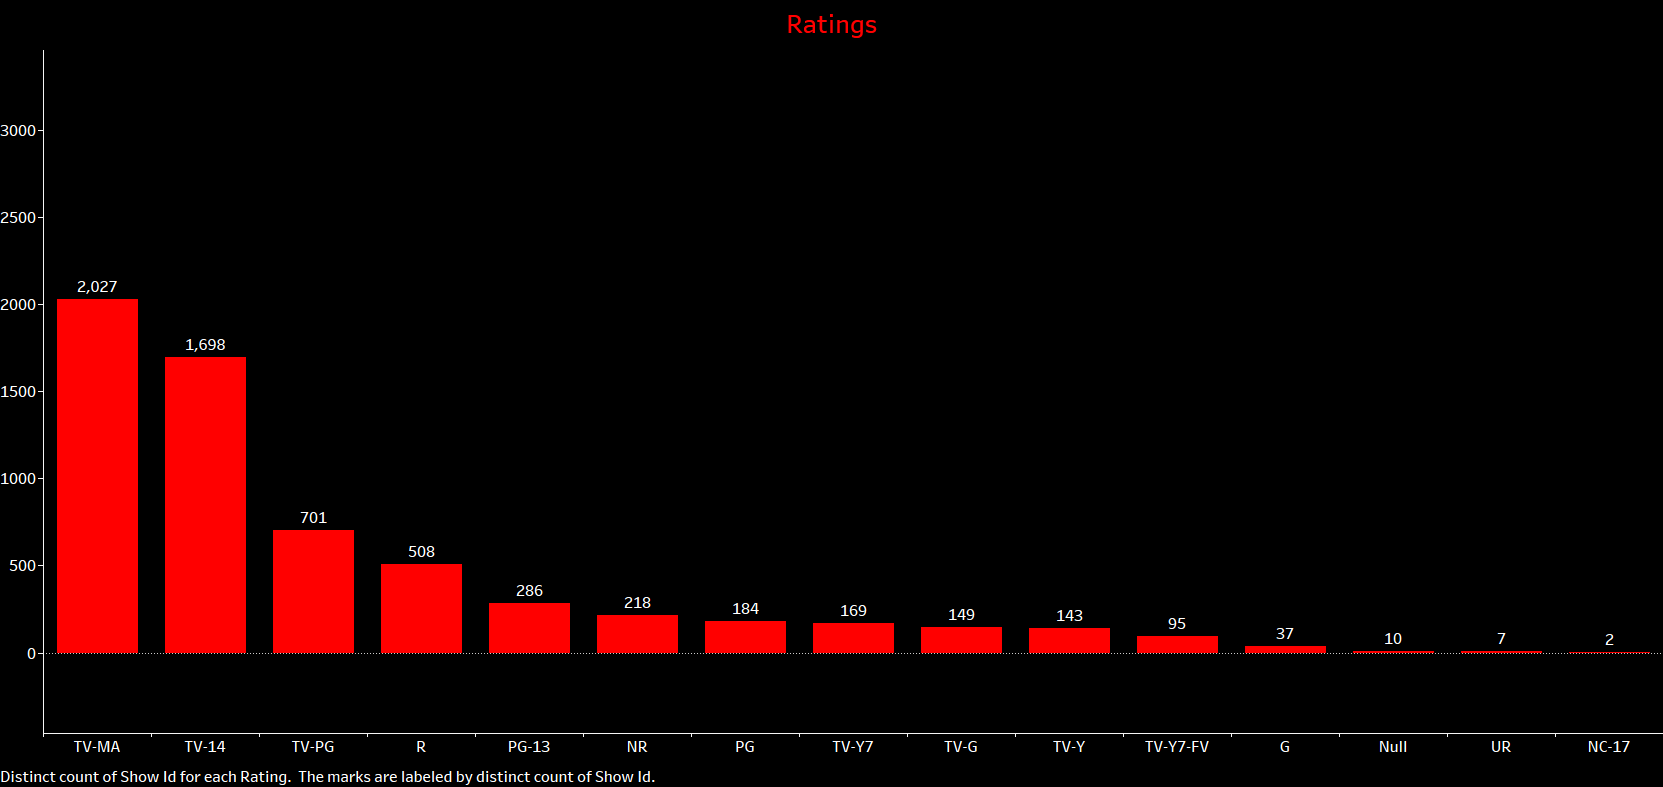 Ratings
3000
2500
2000
1500
1000
500
0
2,027
1,698
701
508
286
218
184
169
149
143
95
37
10
7
2
TV-MA
TV-14
TV-PG
R
PG-13
NR
PG
TV-Y7
TV-G
TV-Y
TV-Y7-FV
G
Null
UR
NC-17
Distinct count of Show Id for each Rating.  The marks are labeled by distinct count of Show Id.